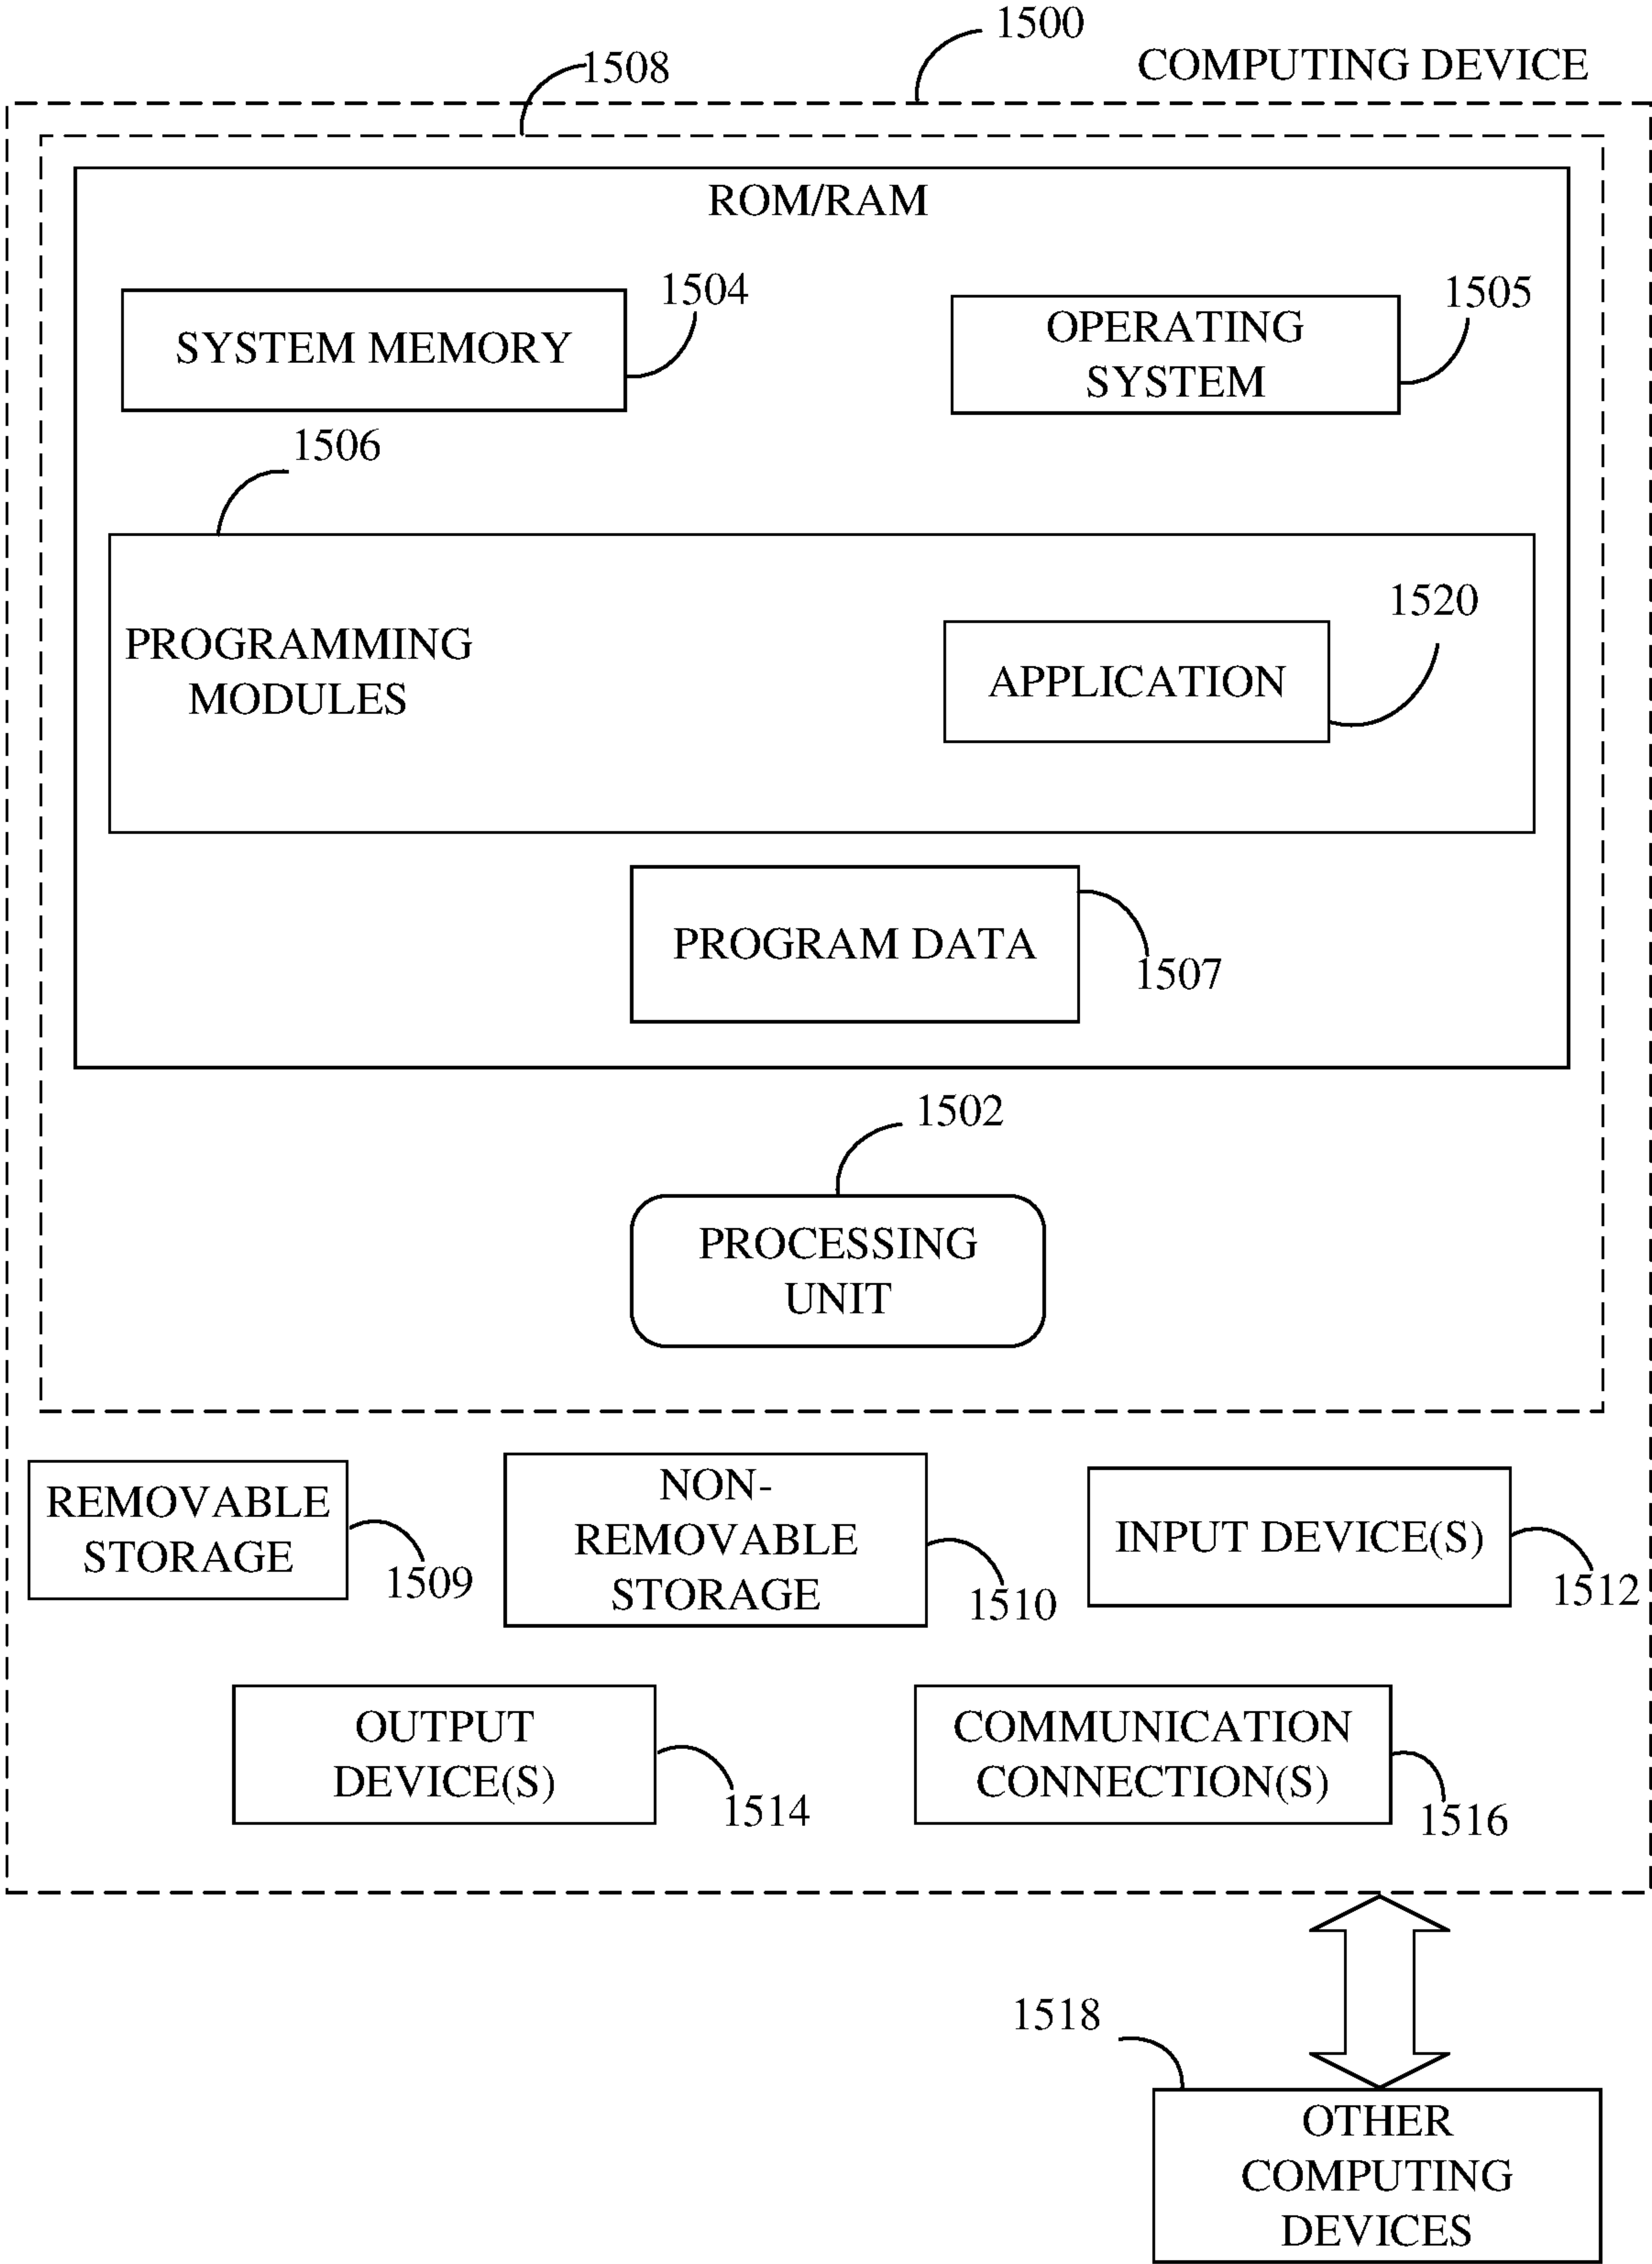 1500
COMPUTING DEVICE
1508
ROM/RAM
1504
SYSTEM MEMORY
1505
OPERATING
SYSTEM
1506
PROGRAMMING
MODULES
1520
APPLICATION
PROGRAM DATA
1507
1502
PROCESSING
UNIT
REMOVABLE
STORAGE
1509
NON-
REMOVABLE
STORAGE
1510
INPUT DEVICE(S)
1512
OUTPUT
DEVICE(S)
1514
COMMUNICATION
CONNECTION(S)
1516
1518
OTHER
COMPUTING
DEVICES